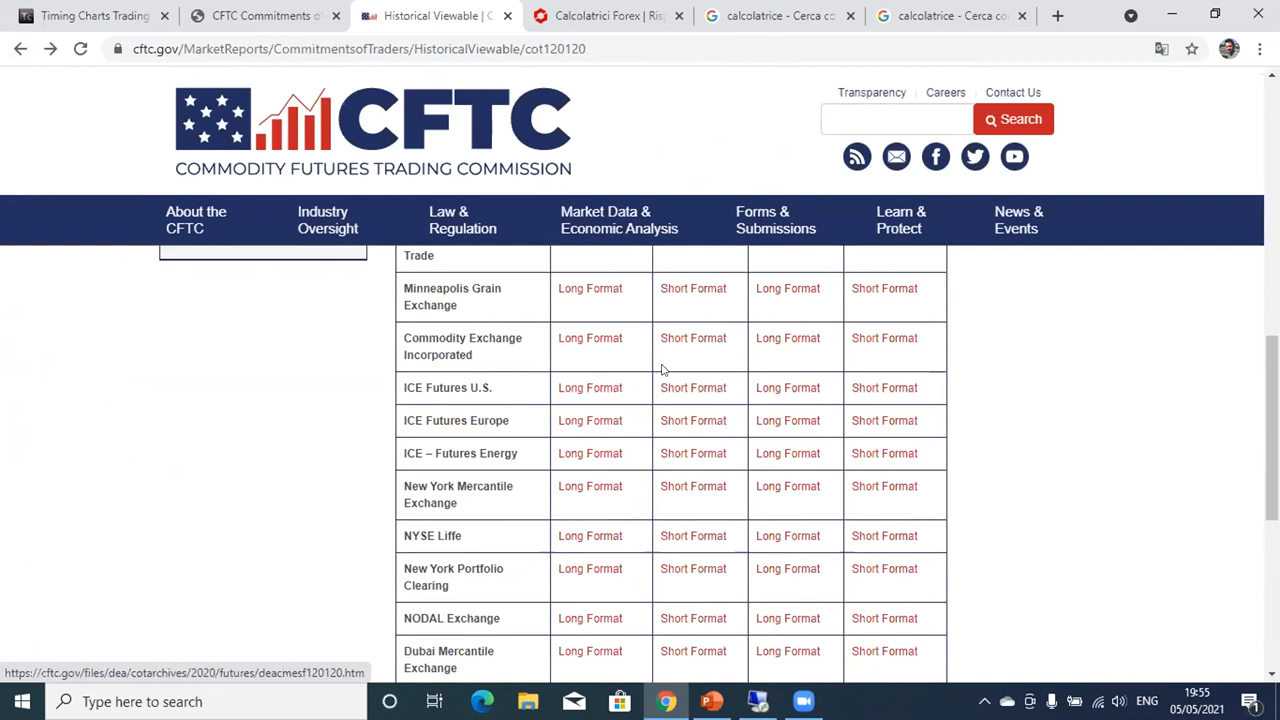 Timing Charts Trading
CFTC Commitments o
Historical Viewable | C
Calcolatrici Forex | Ris
calcolatrice - Cerca co
calcolatrice - Cerca co
cftc.gov/MarketReports/CommitmentsofTraders/HistoricalViewable/cot120120
CFTC
COMMODITY FUTURES TRADING COMMISSION
Transparency Careers Contact Us
Search
About the CFTC
Industry Oversight
Law & Regulation
Market Data & Economic Analysis
Forms & Submissions
Learn & Protect
News & Events
Trade
Minneapolis Grain Exchange Long Format Short Format Long Format Short Format
Commodity Exchange Incorporated Long Format Short Format Long Format Short Format
ICE Futures U.S. Long Format Short Format Long Format Short Format
ICE Futures Europe Long Format Short Format Long Format Short Format
ICE – Futures Energy Long Format Short Format Long Format Short Format
New York Mercantile Exchange Long Format Short Format Long Format Short Format
NYSE Liffe Long Format Short Format Long Format Short Format
New York Portfolio Clearing Long Format Short Format Long Format Short Format
NODAL Exchange Long Format Short Format Long Format Short Format
Dubai Mercantile Exchange Long Format Short Format Long Format Short Format
https://cftc.gov/files/dea/cotarchives/2020/futures/deacmesf120120.htm
Type here to search
ENG
19:55
05/05/2021
1